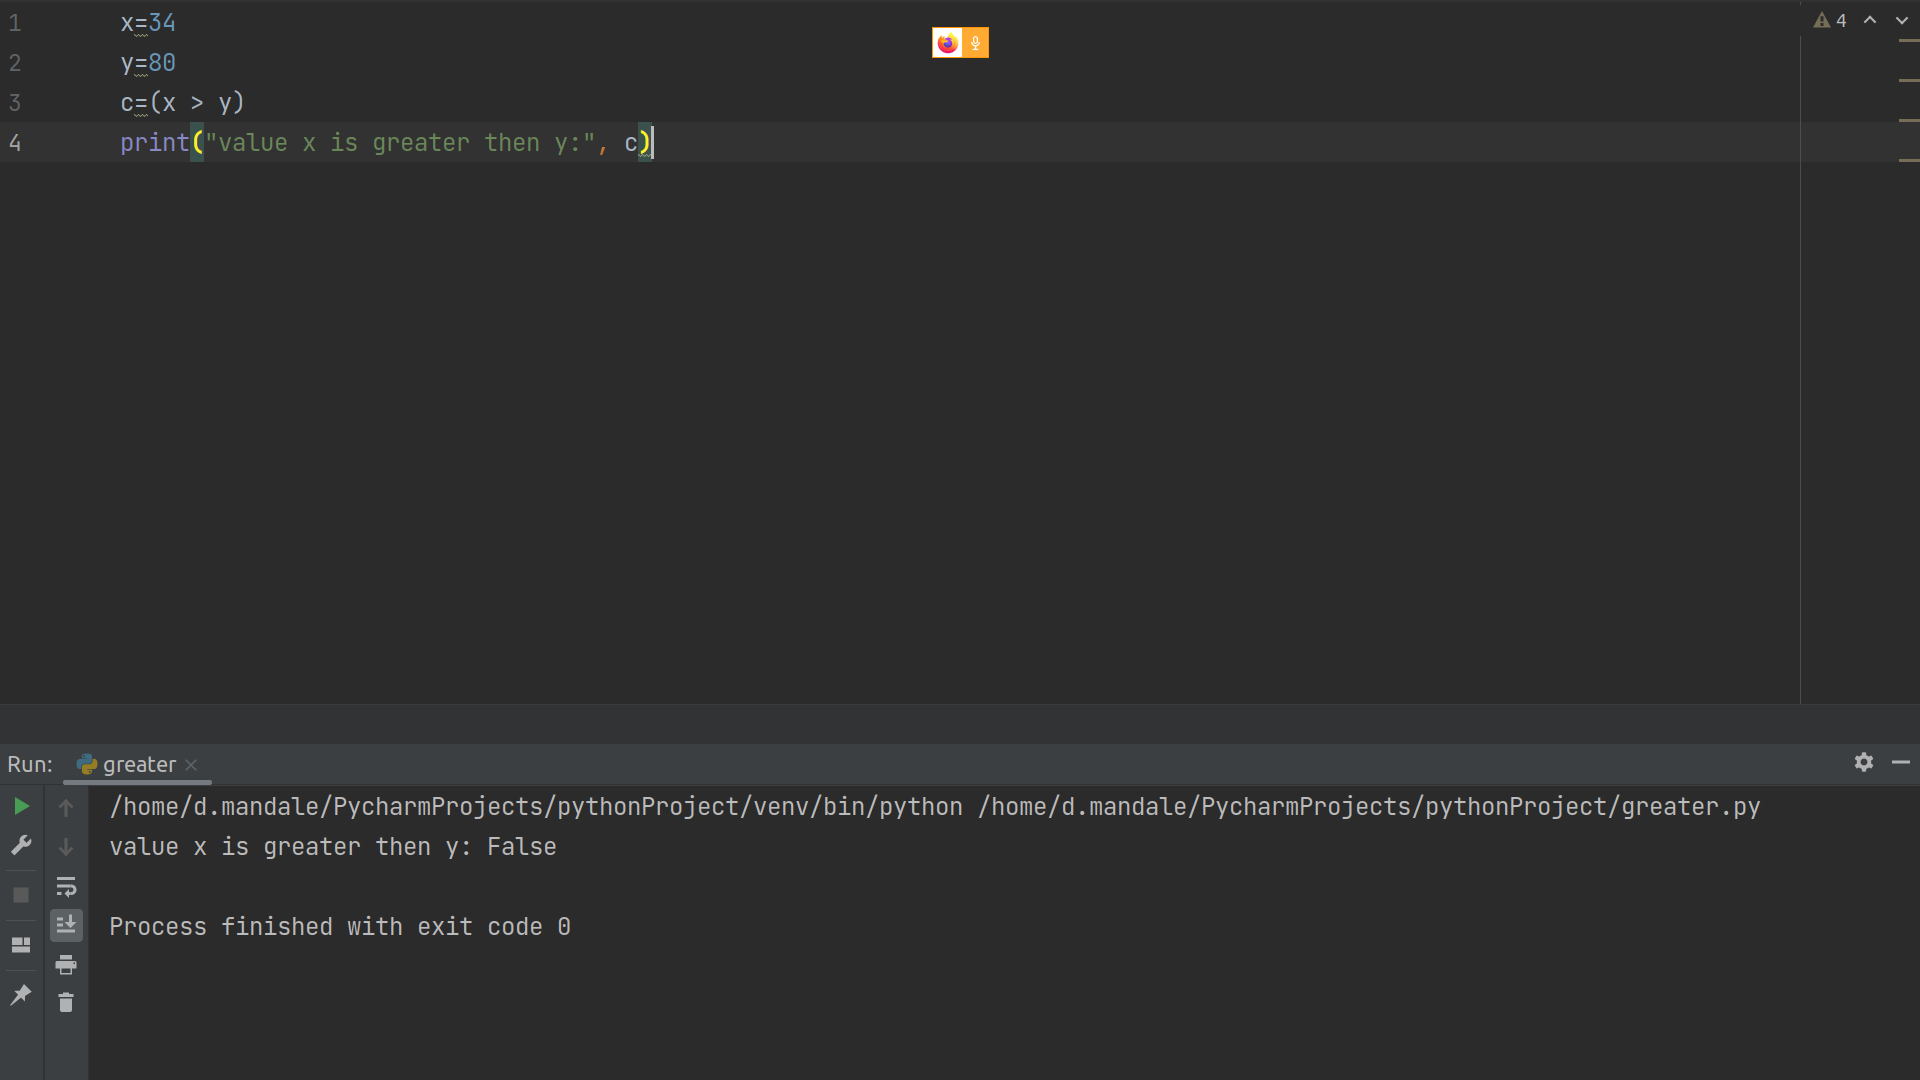 1 x=34
2 y=80
3 c=(x > y)
4 print("value x is greater then y:", c)
4
Run: greater
/home/d.mandale/PycharmProjects/pythonProject/venv/bin/python /home/d.mandale/PycharmProjects/pythonProject/greater.py
value x is greater then y: False
Process finished with exit code 0